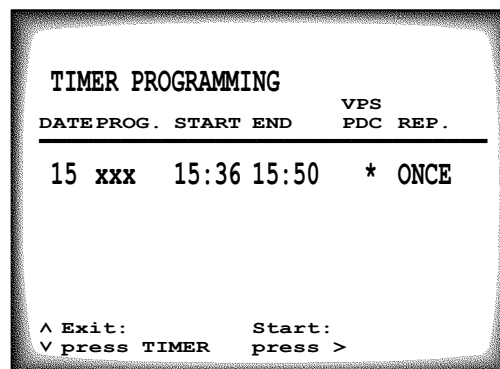 TIMER PROGRAMMING
VPS
DATE PROG. START END PDC REP.
15 xxx 15:36 15:50 * ONCE
^ Exit: Start:
v press TIMER press >